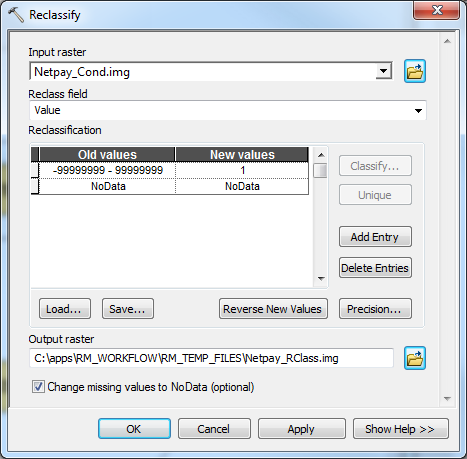 Reclassify
Input raster
Netpay_Cond.img
Reclass field
Value
Reclassification
Old values New values
-99999999 - 99999999 1
NoData NoData
Classify...
Unique
Add Entry
Delete Entries
Load... Save... Reverse New Values Precision...
Output raster
C:\apps\RM_WORKFLOW\RM_TEMP_FILES\Netpay_RClass.img
Change missing values to NoData (optional)
OK Cancel Apply Show Help >>